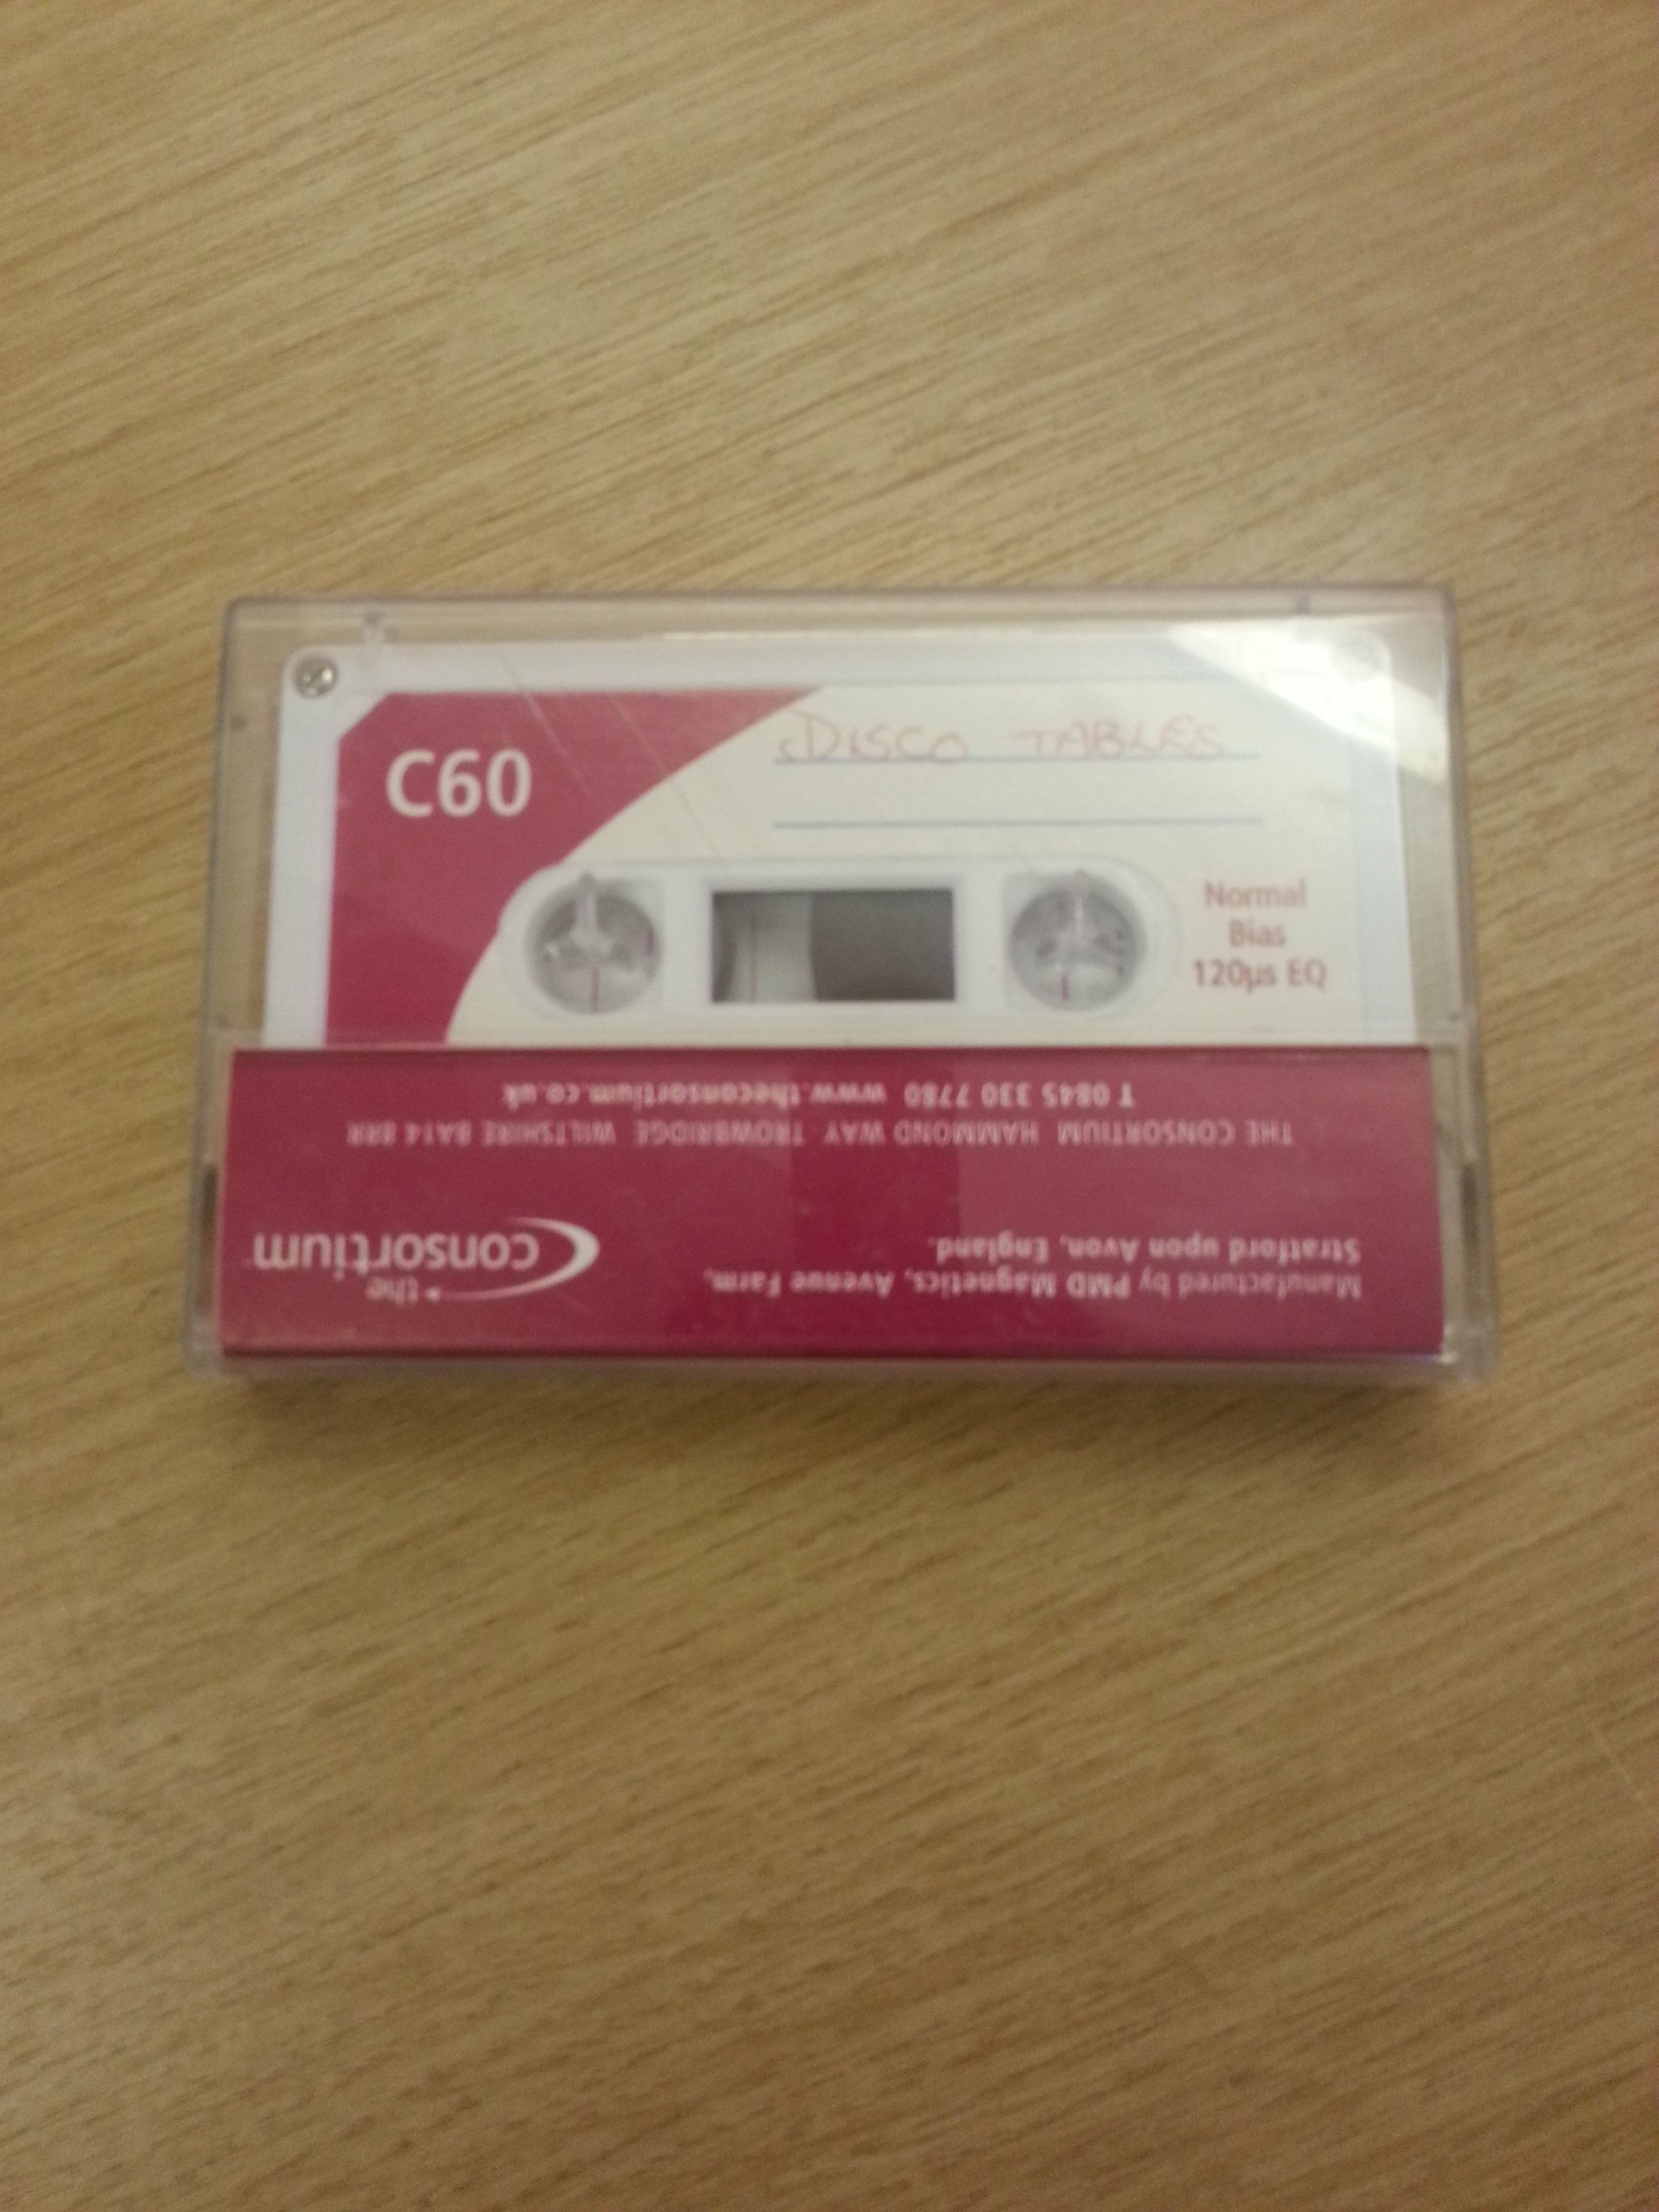 C60
DISCO TABLES
Normal
Bias
120µs EQ
T 0845 330 7780 www.theconsortium.co.uk
THE CONSORTIUM HAMMOND WAY TROWBRIDGE WILTSHIRE BA14 8RR
the
consortium
Manufactured by PMD Magnetics, Avenue Farm,
Stratford upon Avon, England.